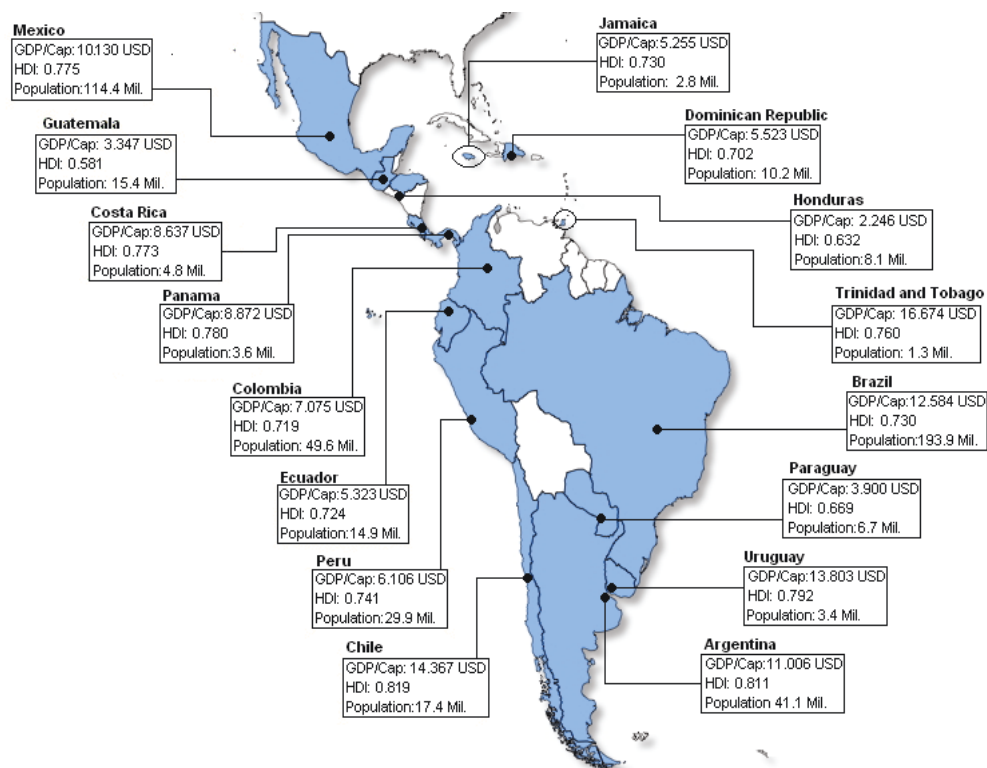 Mexico
GDP/Cap: 10.130 USD
HDI: 0.775
Population:114.4 Mil.
Jamaica
GDP/Cap:5.255 USD
HDI: 0.730
Population: 2.8 Mil.
Guatemala
GDP/Cap: 3.347 USD
HDI: 0.581
Population: 15.4 Mil.
Dominican Republic
GDP/Cap: 5.523 USD
HDI: 0.702
Population: 10.2 Mil.
Costa Rica
GDP/Cap:8.637 USD
HDI: 0.773
Population:4.8 Mil.
Honduras
GDP/Cap: 2.246 USD
HDI: 0.632
Population:8.1 Mil.
Panama
GDP/Cap:8.872 USD
HDI: 0.780
Population:3.6 Mil.
Trinidad and Tobago
GDP/Cap: 16.674 USD
HDI: 0.760
Population: 1.3 Mil.
Colombia
GDP/Cap: 7.075 USD
HDI: 0.719
Population: 49.6 Mil.
Brazil
GDP/Cap:12.584 USD
HDI: 0.730
Population:193.9 Mil.
Ecuador
GDP/Cap:5.323 USD
HDI: 0.724
Population:14.9 Mil.
Paraguay
GDP/Cap: 3.900 USD
HDI: 0.669
Population:6.7 Mil.
Peru
GDP/Cap:6.106 USD
HDI: 0.741
Population:29.9 Mil.
Uruguay
GDP/Cap:13.803 USD
HDI: 0.792
Population:3.4 Mil.
Chile
GDP/Cap: 14.367 USD
HDI: 0.819
Population:17.4 Mil.
Argentina
GDP/Cap:11.006 USD
HDI: 0.811
Population 41.1 Mil.